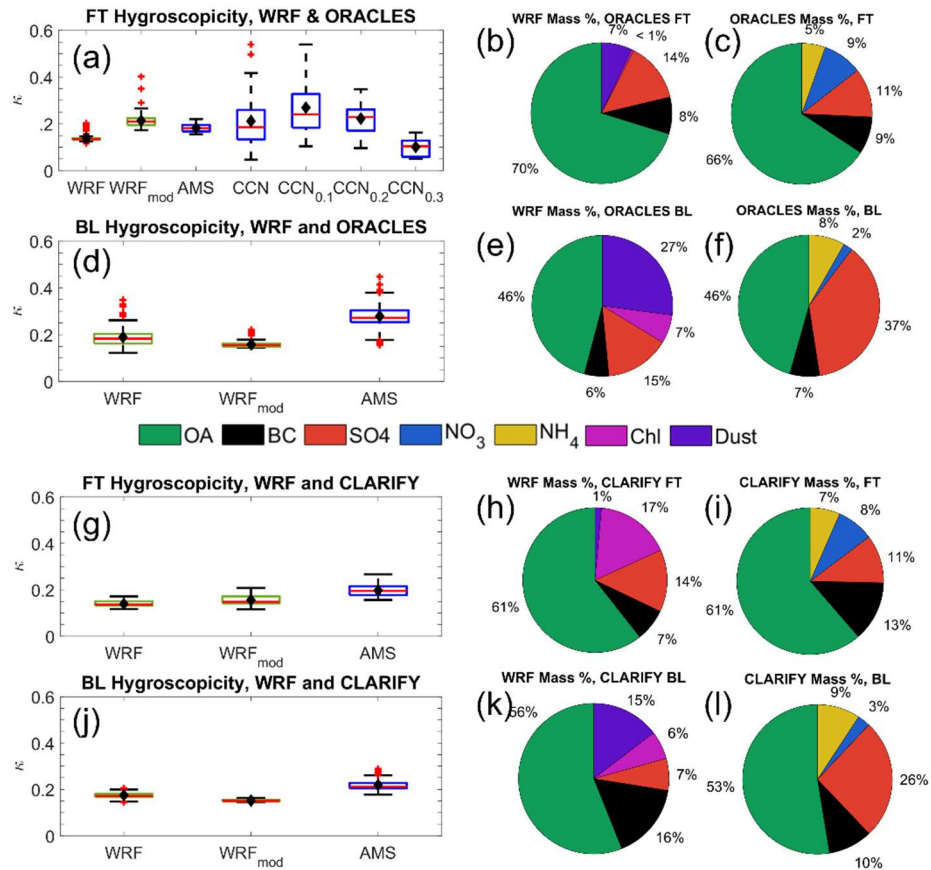 FT Hygroscopicity, WRF & ORACLES
(a)
κ
0.6
0.4
0.2
0
WRF WRFmod AMS CCN CCN0.1 CCN0.2 CCN0.3
WRF Mass %, ORACLES FT
(b)
7%
< 1%
14%
8%
70%
ORACLES Mass %, FT
(c)
5%
9%
11%
9%
66%
BL Hygroscopicity, WRF and ORACLES
(d)
κ
0.6
0.4
0.2
0
WRF WRFmod AMS
WRF Mass %, ORACLES BL
(e)
27%
7%
15%
6%
46%
ORACLES Mass %, BL
(f)
8%
2%
37%
7%
46%
OA BC SO4 NO3 NH4 Chl Dust
FT Hygroscopicity, WRF and CLARIFY
(g)
κ
0.6
0.4
0.2
0
WRF WRFmod AMS
WRF Mass %, CLARIFY FT
(h)
1%
17%
14%
7%
61%
CLARIFY Mass %, FT
(i)
7%
8%
11%
13%
61%
BL Hygroscopicity, WRF and CLARIFY
(j)
κ
0.6
0.4
0.2
0
WRF WRFmod AMS
WRF Mass %, CLARIFY BL
(k)
56%
15%
6%
7%
16%
CLARIFY Mass %, BL
(l)
9%
3%
26%
10%
53%